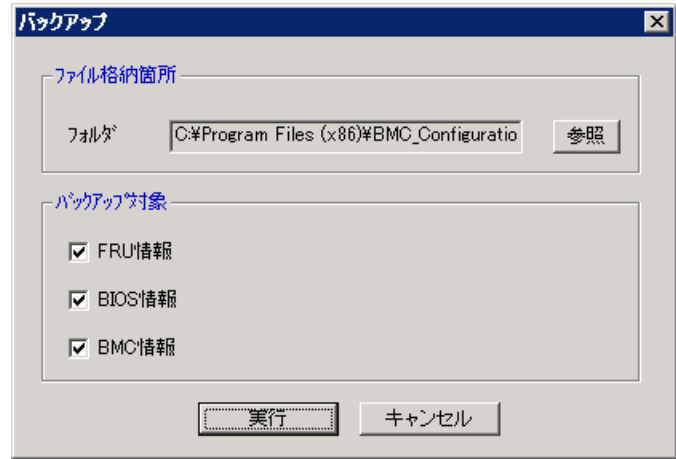 バックアップ
ファイル格納箇所
フォルダ C:¥Program Files (x86)¥BMC_Configuratio 参照
バックアップ対象
FRU情報
BIOS情報
BMC情報
実行 キャンセル